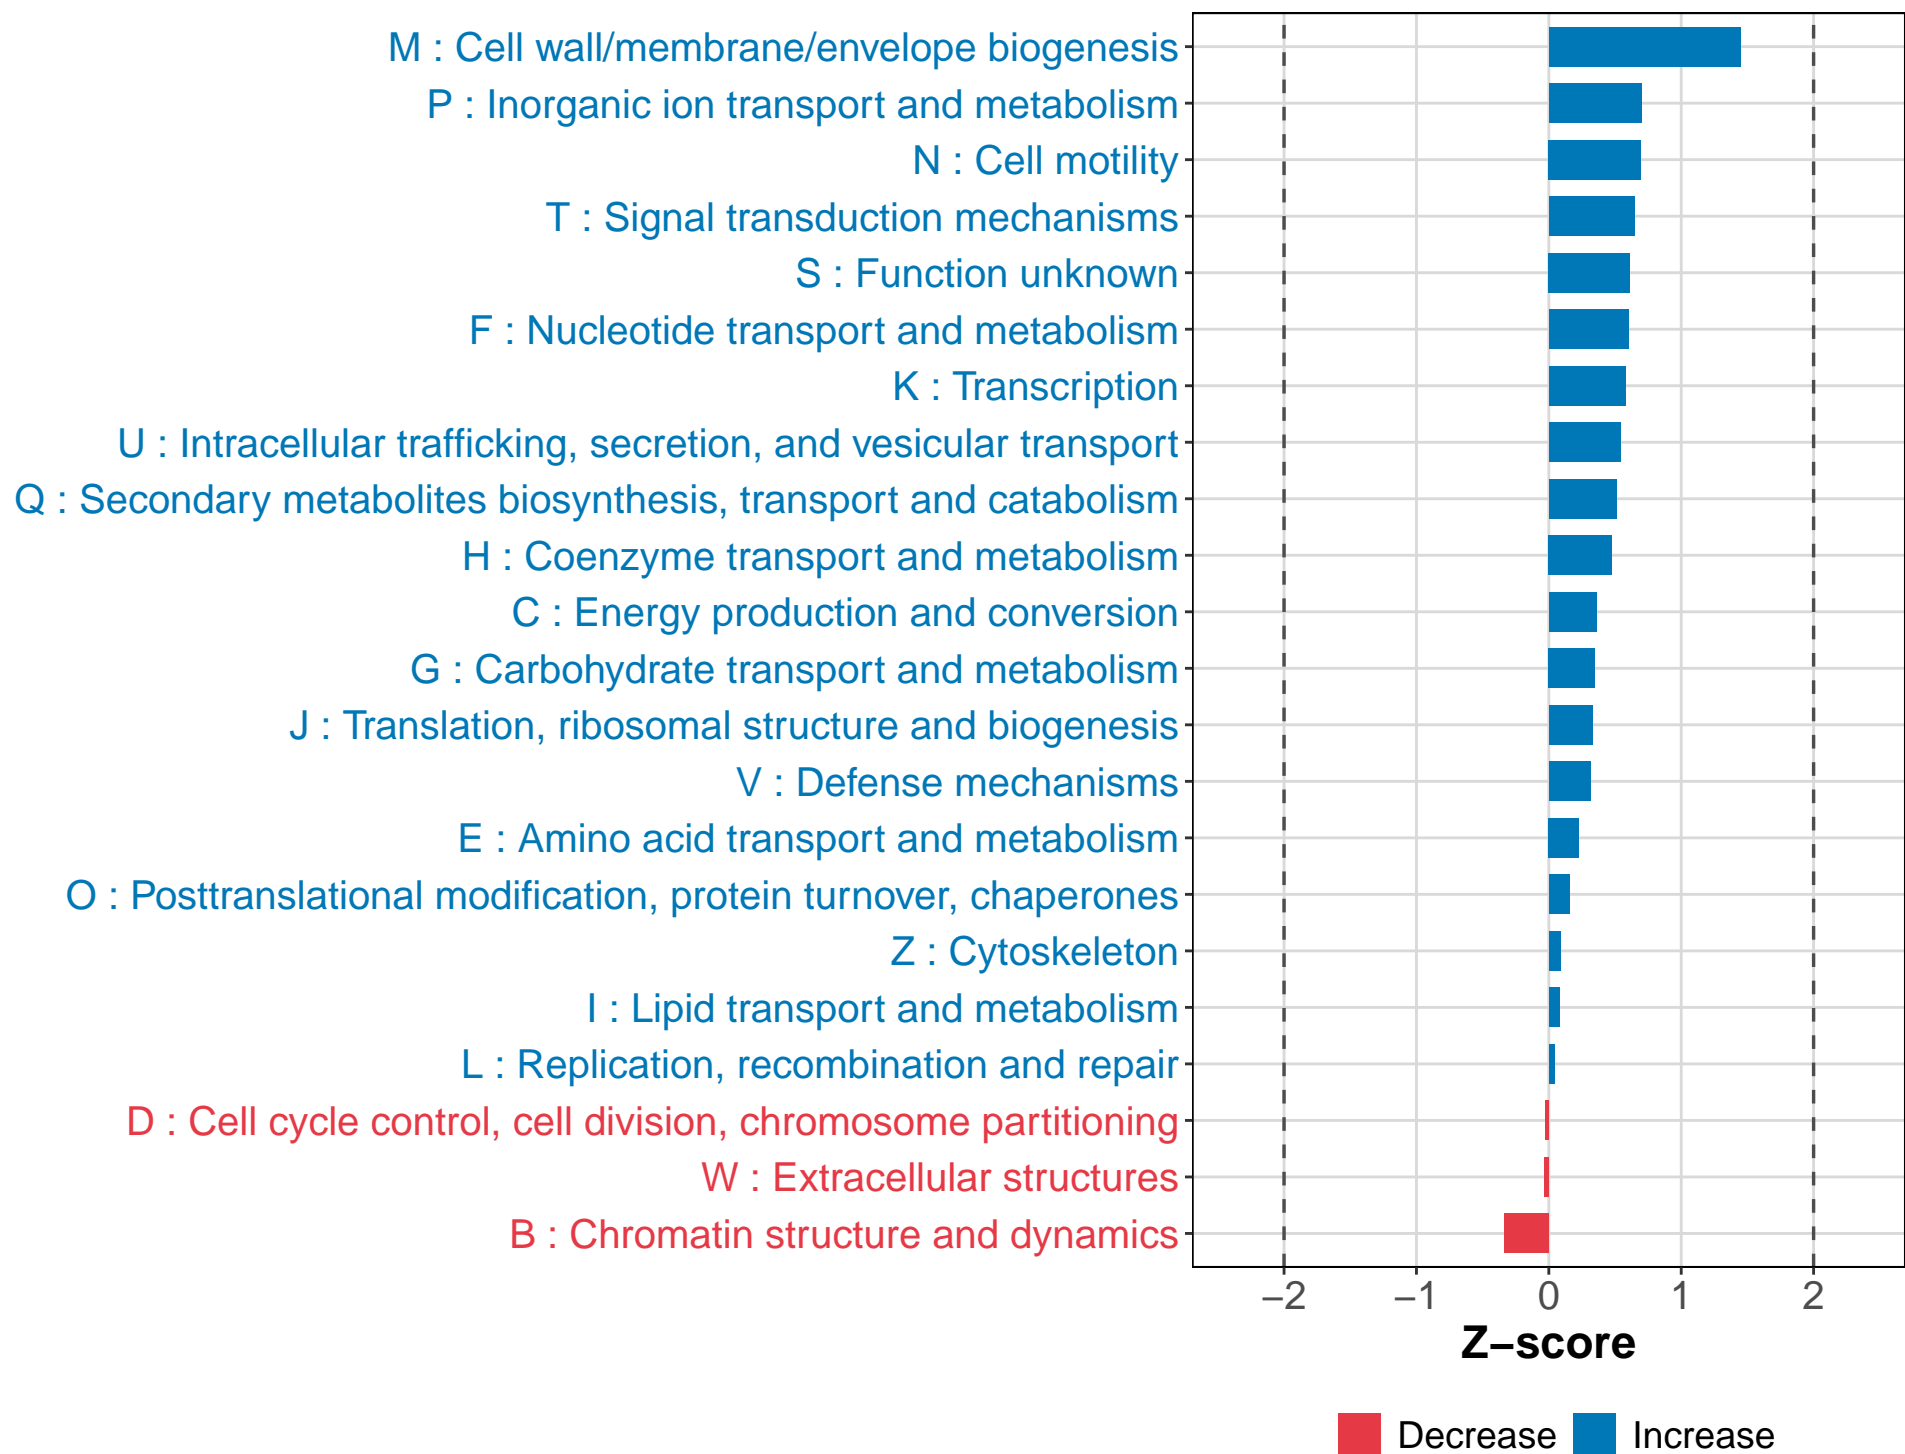 M : Cell wall/membrane/envelope biogenesis
P : Inorganic ion transport and metabolism
N : Cell motility
T : Signal transduction mechanisms
S : Function unknown
F : Nucleotide transport and metabolism
K : Transcription
U : Intracellular trafficking, secretion, and vesicular transport
Q : Secondary metabolites biosynthesis, transport and catabolism
H : Coenzyme transport and metabolism
C : Energy production and conversion
G : Carbohydrate transport and metabolism
J : Translation, ribosomal structure and biogenesis
V : Defense mechanisms
E : Amino acid transport and metabolism
O : Posttranslational modification, protein turnover, chaperones
Z : Cytoskeleton
I : Lipid transport and metabolism
L : Replication, recombination and repair
D : Cell cycle control, cell division, chromosome partitioning
W : Extracellular structures
B : Chromatin structure and dynamics
−2 −1 0 1 2
Z−score
Decrease Increase